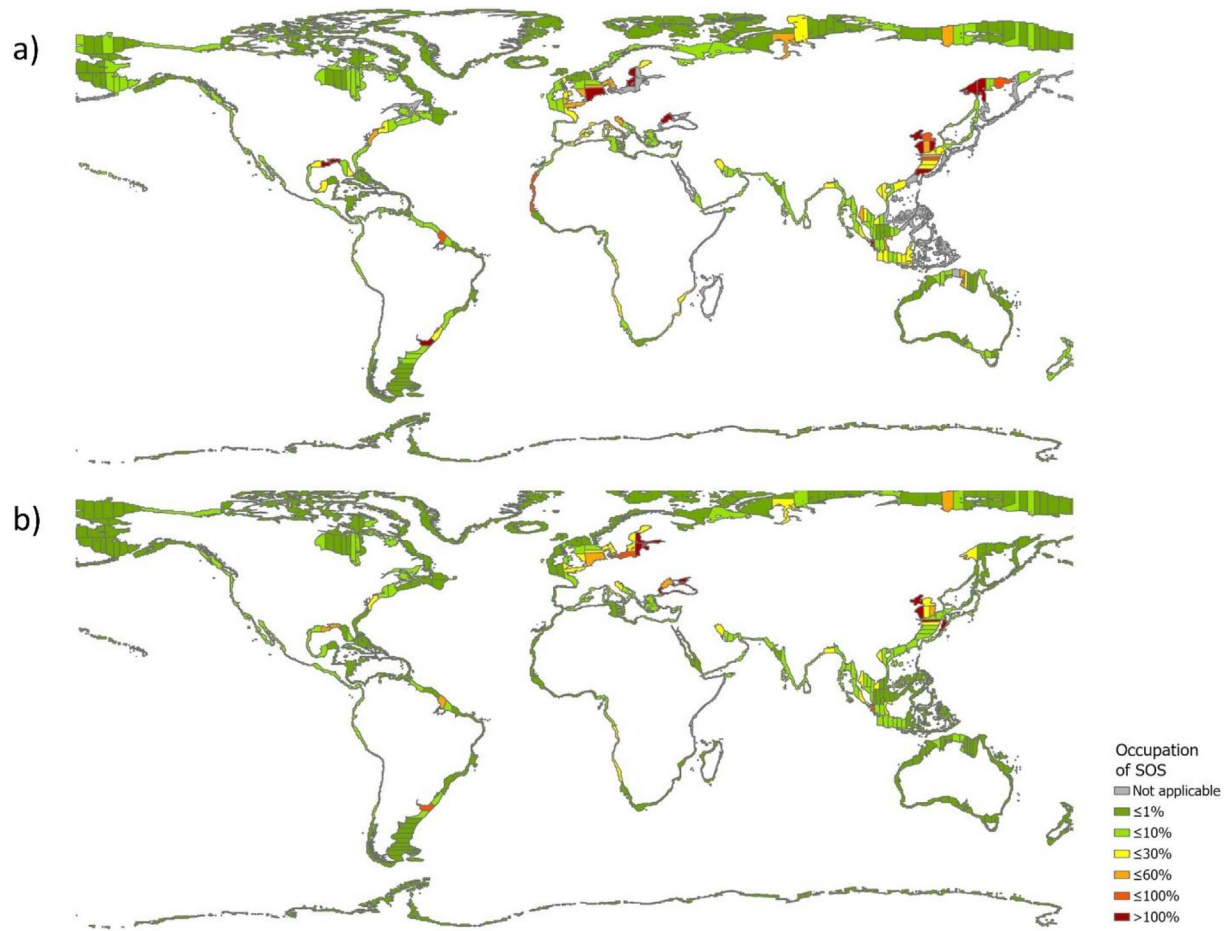 a)
b)
Occupation
of SOS
Not applicable
≤1%
≤10%
≤30%
≤60%
≤100%
>100%